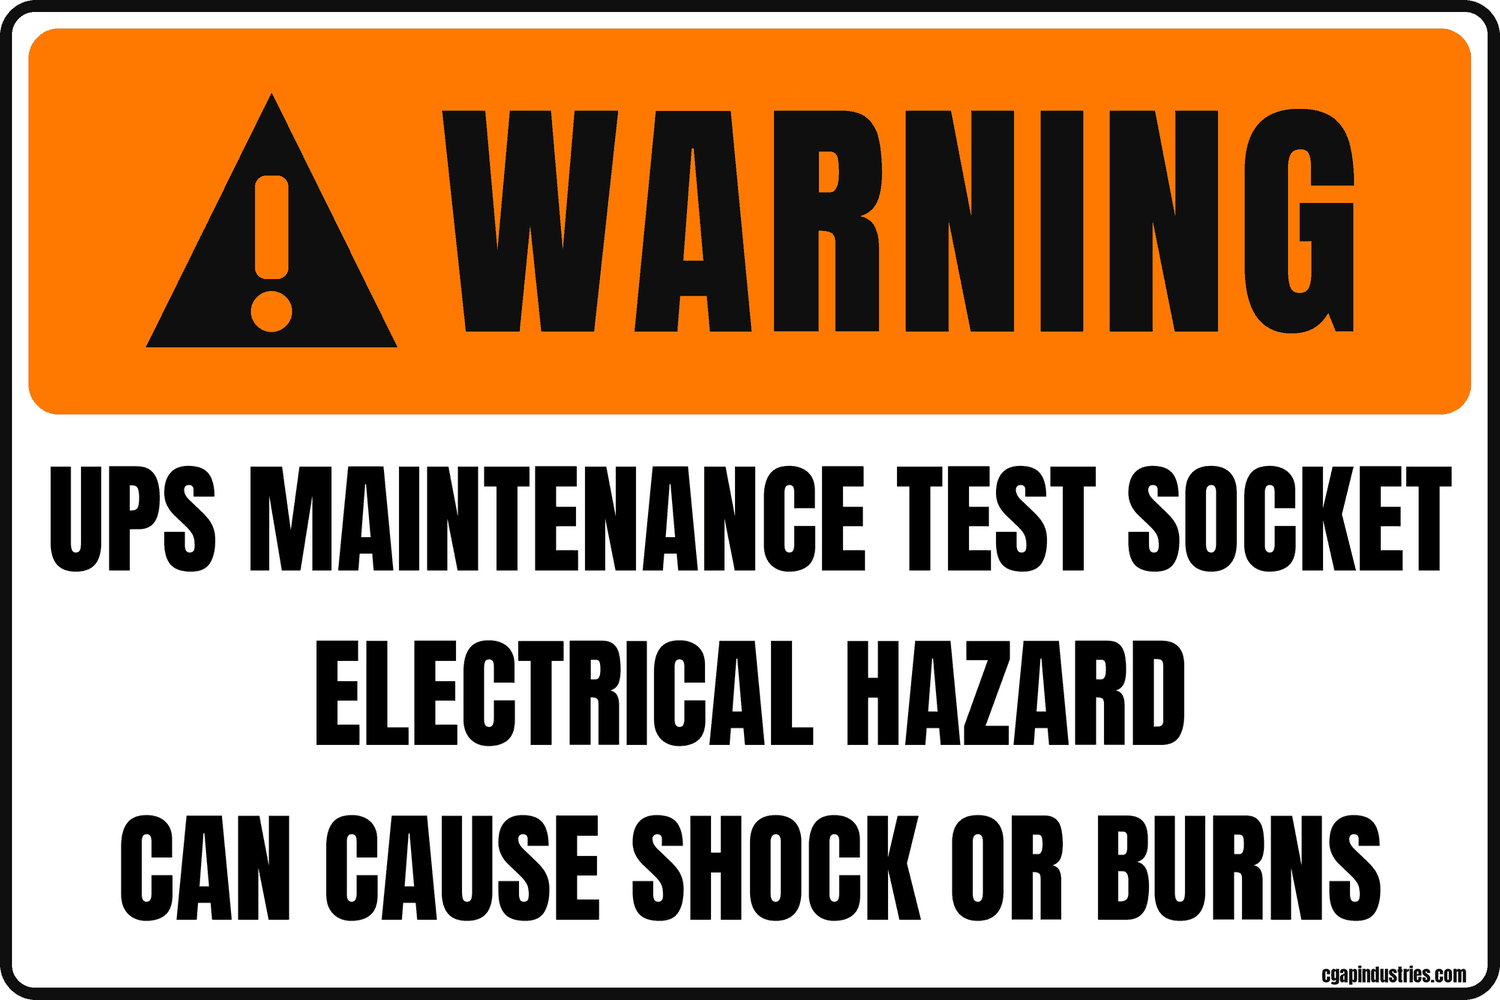 WARNING
UPS MAINTENANCE TEST SOCKET
ELECTRICAL HAZARD
CAN CAUSE SHOCK OR BURNS
cgapindustries.com